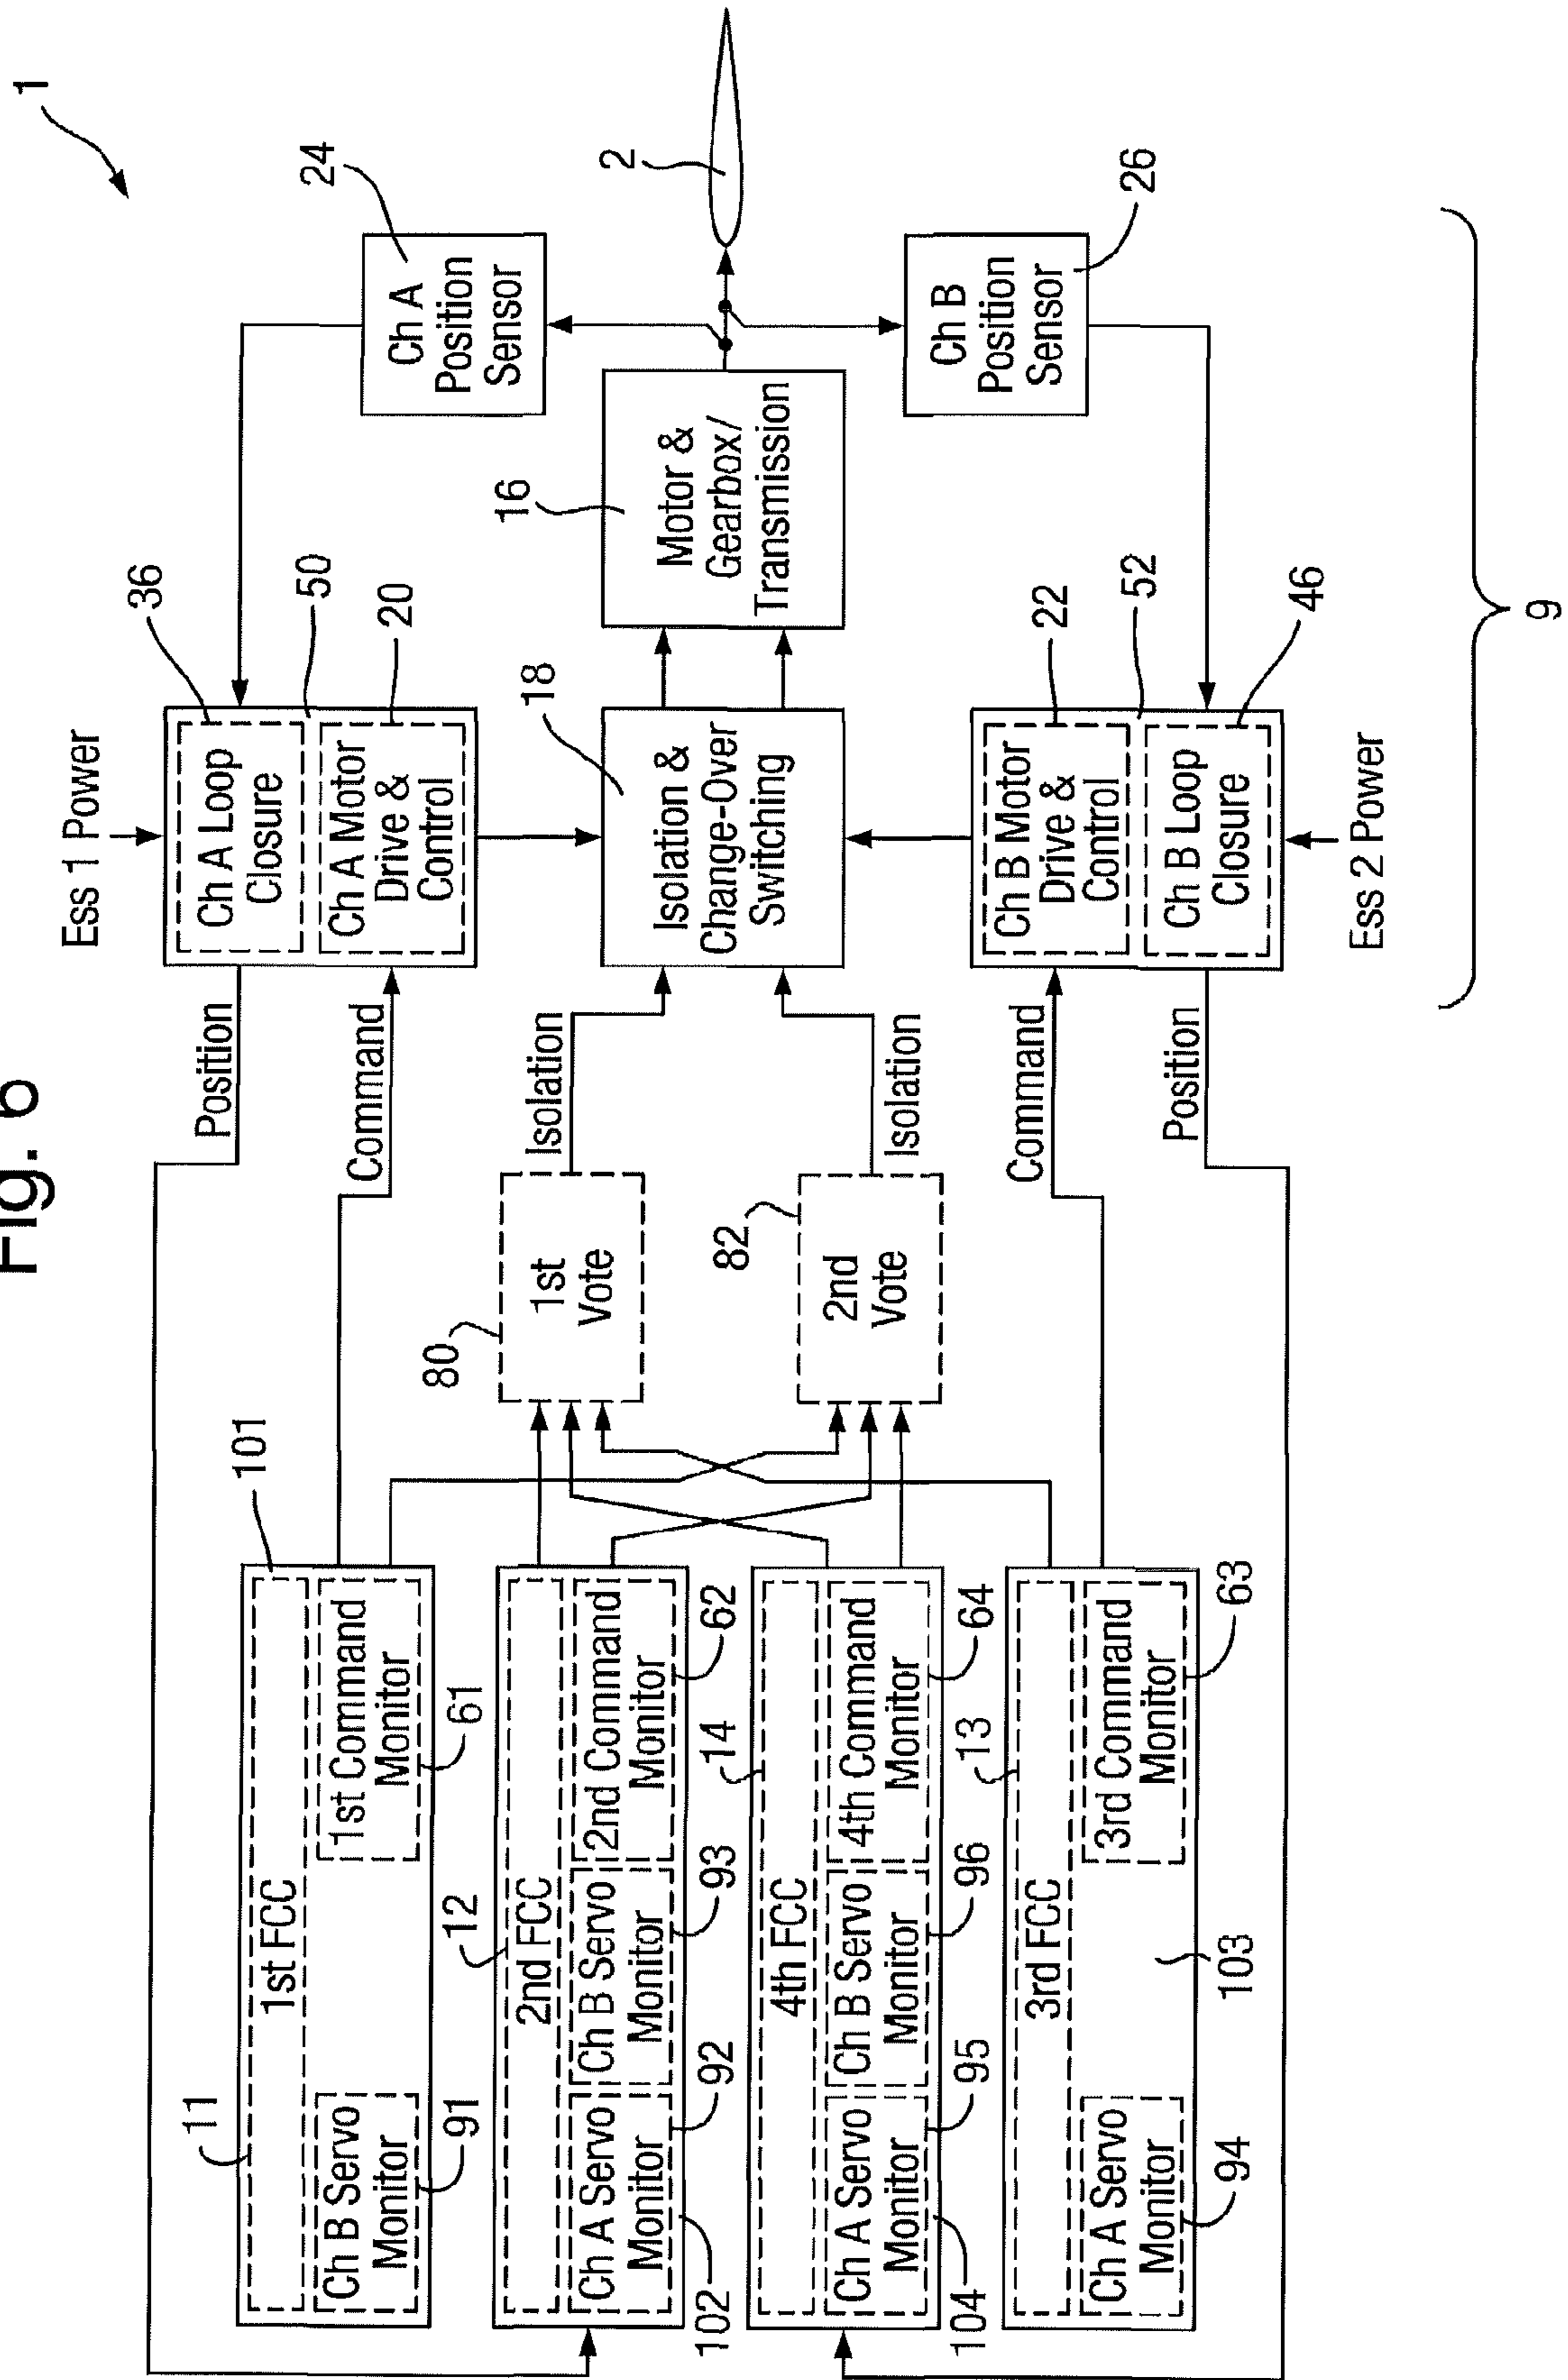 Fig. 6
1
Ess 1 Power
36
Ch A Loop
Closure
50
Ch A Motor
Drive &
Control
20
24
Ch A
Position
Sensor
Position
Command
101
11
1st FCC
Ch B Servo
Monitor
91
1st Command
Monitor
61
80
1st
Vote
Isolation
18
Isolation &
Change-Over
Switching
16
Motor &
Gearbox/
Transmission
2
12
2nd FCC
Ch A Servo
Monitor
92
Ch B Servo
Monitor
93
2nd Command
Monitor
62
102
82
2nd
Vote
Isolation
14
4th FCC
Ch A Servo
Monitor
95
Ch B Servo
Monitor
96
4th Command
Monitor
64
104
13
3rd FCC
Ch A Servo
Monitor
94
103
3rd Command
Monitor
63
Command
Position
22
Ch B Motor
Drive &
Control
52
Ch B Loop
Closure
46
Ess 2 Power
Ch B
Position
Sensor
26
9